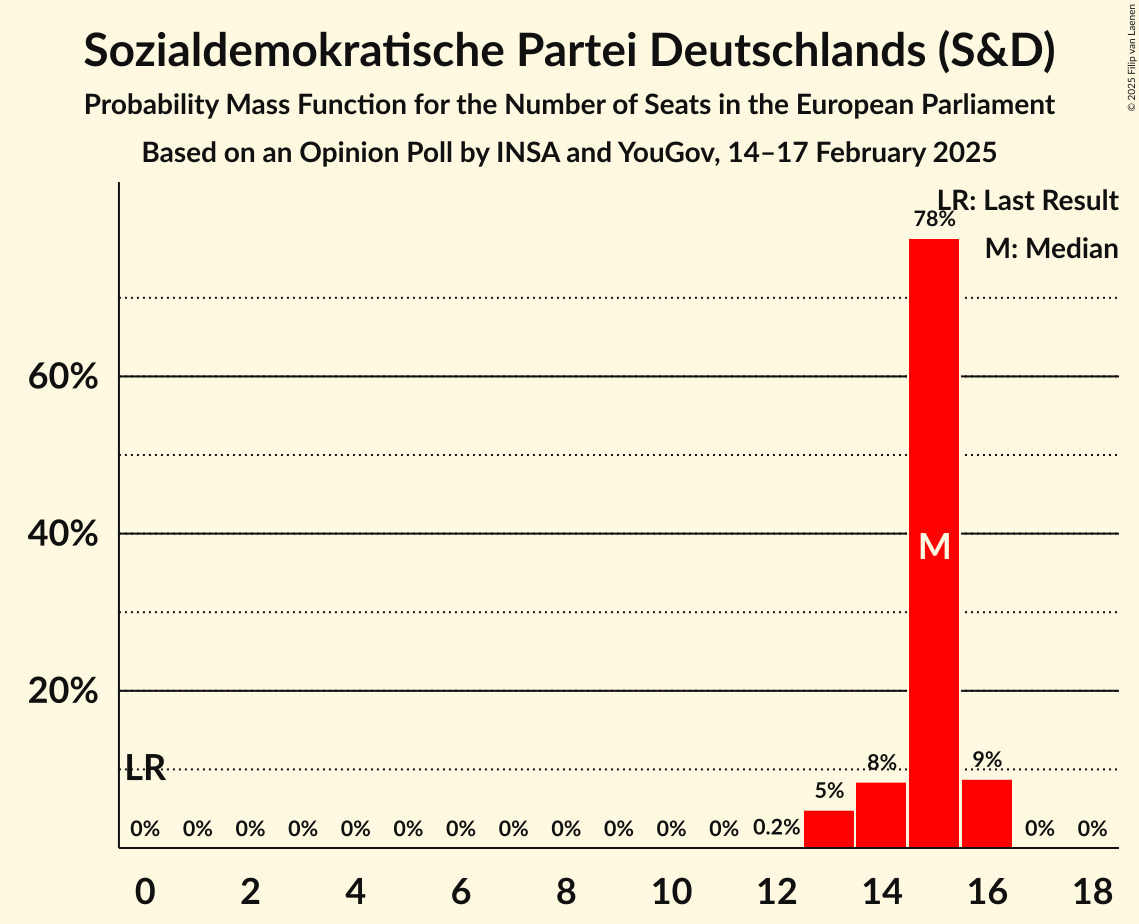 Sozialdemokratische Partei Deutschlands (S&D)
Probability Mass Function for the Number of Seats in the European Parliament
Based on an Opinion Poll by INSA and YouGov, 14–17 February 2025
© 2025 Filip van Laenen
LR: Last Result
M: Median
78%
60%
40%
M
20%
LR
0% 0% 0% 0% 0% 0% 0% 0% 0% 0% 0% 0% 0.2% 5% 8% 9% 0% 0%
0 2 4 6 8 10 12 14 16 18